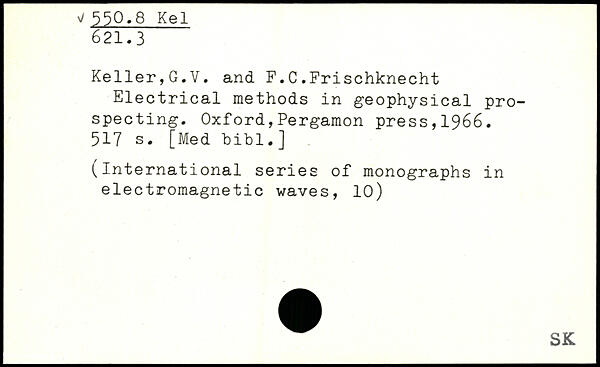 √ 550.8 Kel
621.3
Keller,G.V. and F.C.Frischknecht
Electrical methods in geophysical pro-
specting. Oxford,Pergamon press,1966.
517 s. [Med bibl.]
(International series of monographs in
electromagnetic waves, 10)
SK